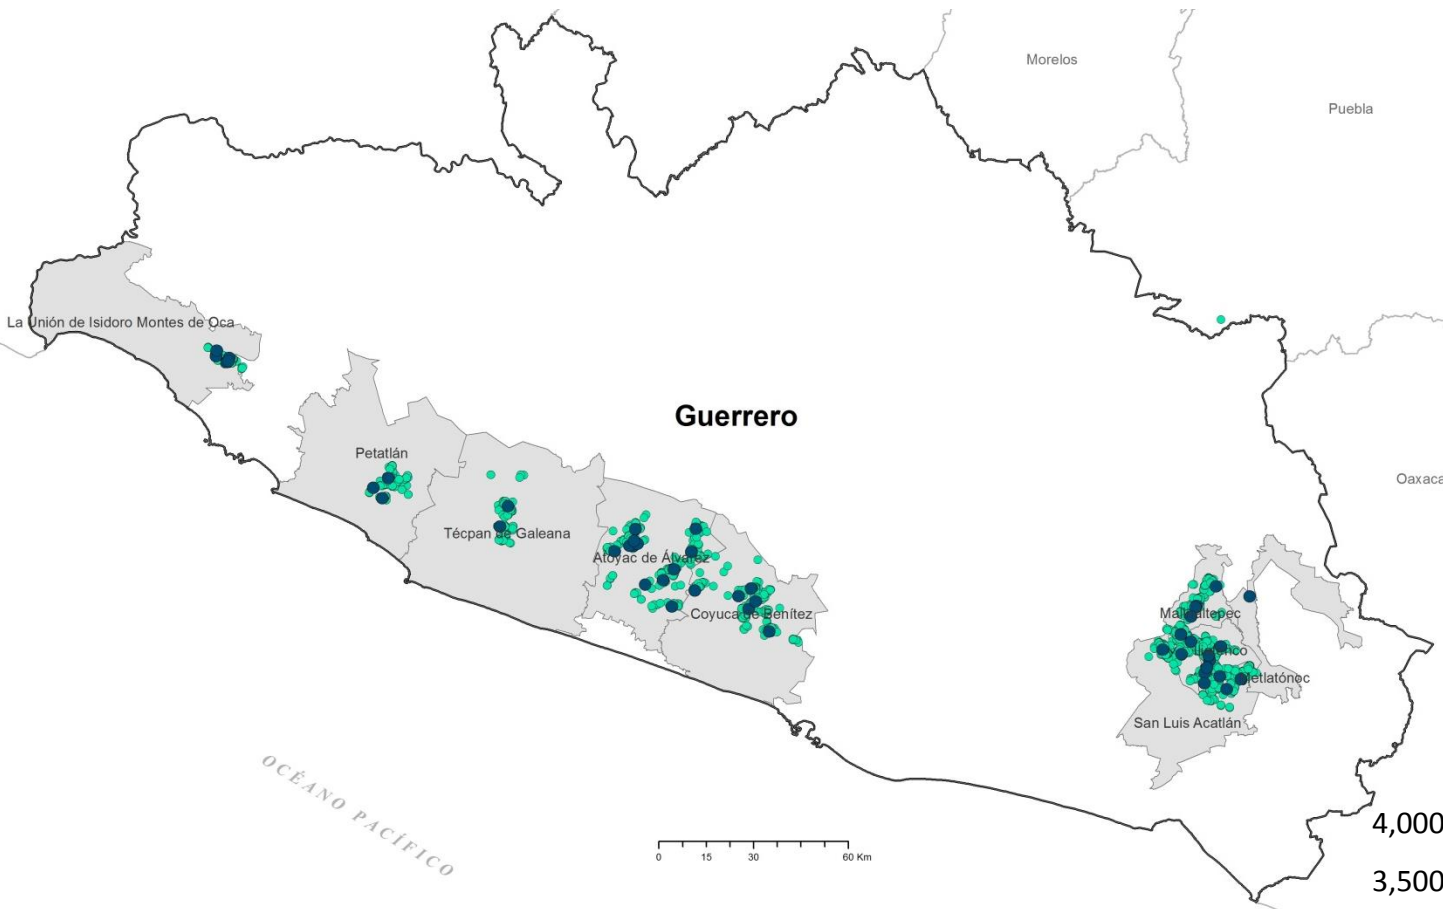 Morelos
Puebla
La Unión de Isidoro Montes de Oca
Guerrero
Petatlán
Oaxaca
Técpan de Galeana
Atoyac de Álvarez
Coyuca de Benítez
Metlatónoc
San Luis Acatlán
OCÉANO PACÍFICO
0 15 30 60 Km
4,000
3,500